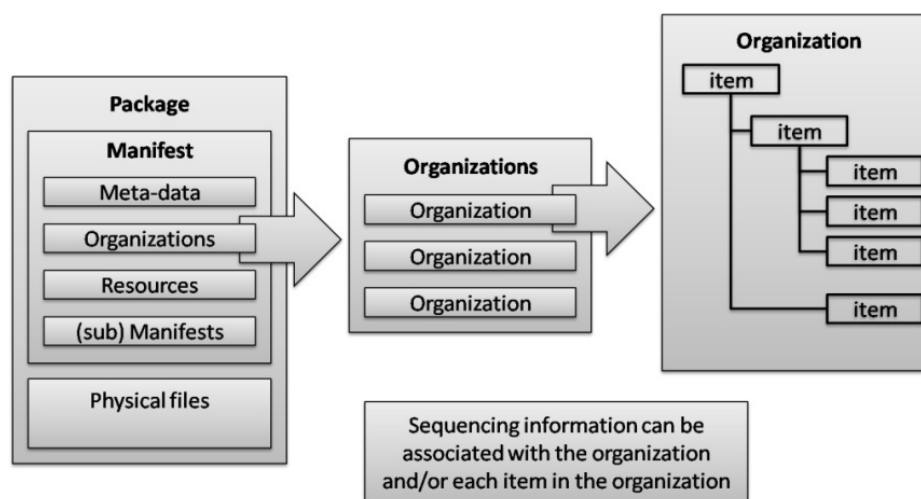 Package
Manifest
Meta-data
Organizations
Resources
(sub) Manifests
Physical files
Organizations
Organization
Organization
Organization
Organization
item
item
item
item
item
item
Sequencing information can be
associated with the organization
and/or each item in the organization